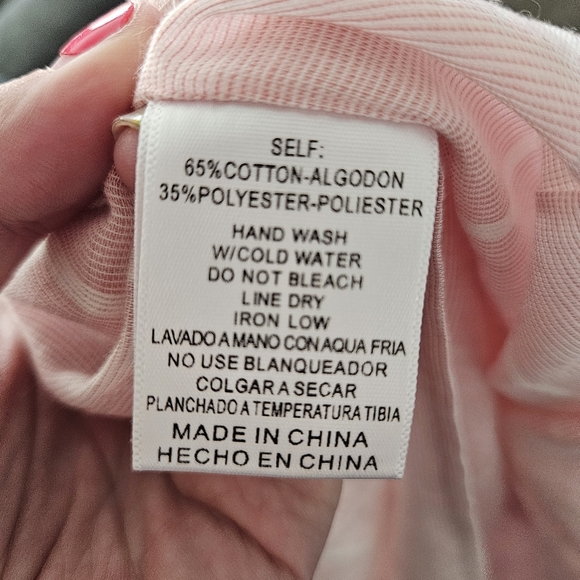 SELF:
65%COTTON-ALGODON
35%POLYESTER-POLIESTER
HAND WASH
W/COLD WATER
DO NOT BLEACH
LINE DRY
IRON LOW
LAVADO A MANO CON AQUA FRIA
NO USE BLANQUEADOR
COLGAR A SECAR
PLANCHADO A TEMPERATURA TIBIA
MADE IN CHINA
HECHO EN CHINA